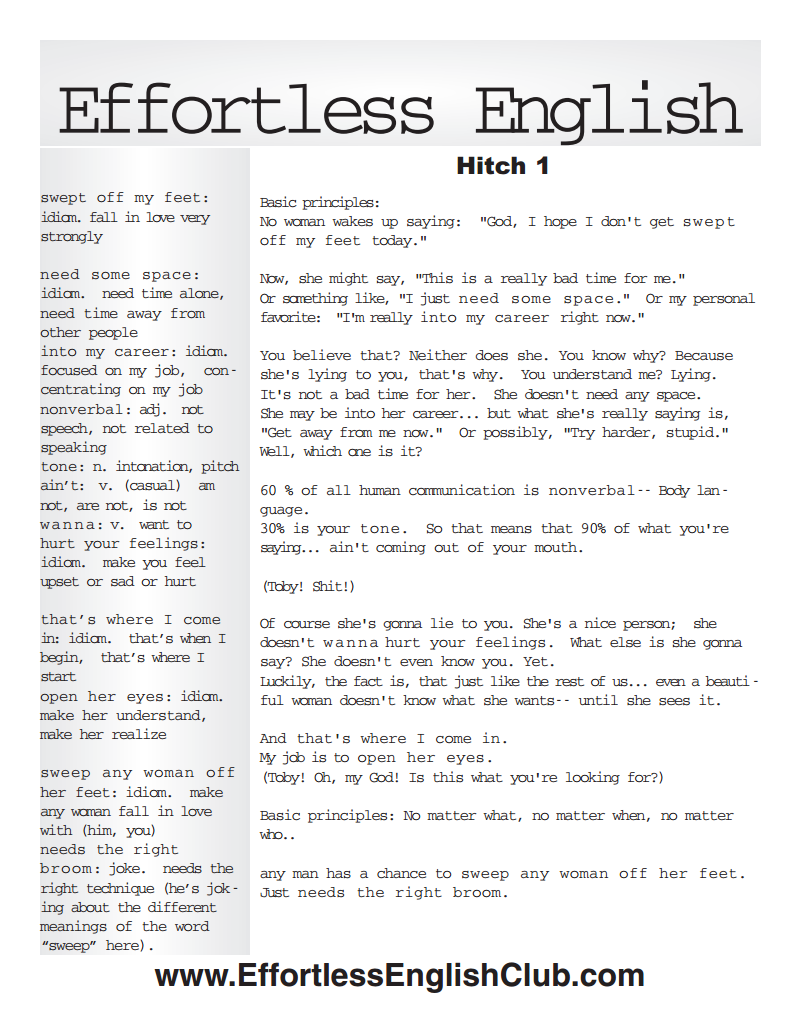 Effortless English
Hitch 1
swept off my feet:
idiom. fall in love very
strongly
need some space:
idiom. need time alone,
need time away from
other people
into my career: idiom.
focused on my job, con-
centrating on my job
nonverbal: adj. not
speech, not related to
speaking
tone: n. intonation, pitch
ain't: v. (casual) am
not, are not, is not
wanna: v. want to
hurt your feelings:
idiom. make you feel
upset or sad or hurt
that's where I come
in: idiom. that's when I
begin, that's where I
start
open her eyes: idiom.
make her understand,
make her realize
sweep any woman off
her feet: idiom. make
any woman fall in love
with (him, you)
needs the right
broom: joke. needs the
right technique (he's jok-
ing about the different
meanings of the word
“sweep” here).
Basic principles:
No woman wakes up saying: "God, I hope I don't get swept
off my feet today."
Now, she might say, "This is a really bad time for me."
Or something like, "I just need some space." Or my personal
favorite: "I'm really into my career right now."
You believe that? Neither does she. You know why? Because
she's lying to you, that's why. You understand me? Lying.
It's not a bad time for her. She doesn't need any space.
She may be into her career... but what she's really saying is,
"Get away from me now." Or possibly, "Try harder, stupid."
Well, which one is it?
60 % of all human communication is nonverbal-- Body lan-
guage.
30% is your tone. So that means that 90% of what you're
saying... ain't coming out of your mouth.
(Toby! Shit!)
Of course she's gonna lie to you. She's a nice person; she
doesn't wanna hurt your feelings. What else is she gonna
say? She doesn't even know you. Yet.
Luckily, the fact is, that just like the rest of us... even a beauti-
ful woman doesn't know what she wants-- until she sees it.
And that's where I come in.
My job is to open her eyes.
(Toby! Oh, my God! Is this what you're looking for?)
Basic principles: No matter what, no matter when, no matter
who..
any man has a chance to sweep any woman off her feet.
Just needs the right broom.
www.EffortlessEnglishClub.com